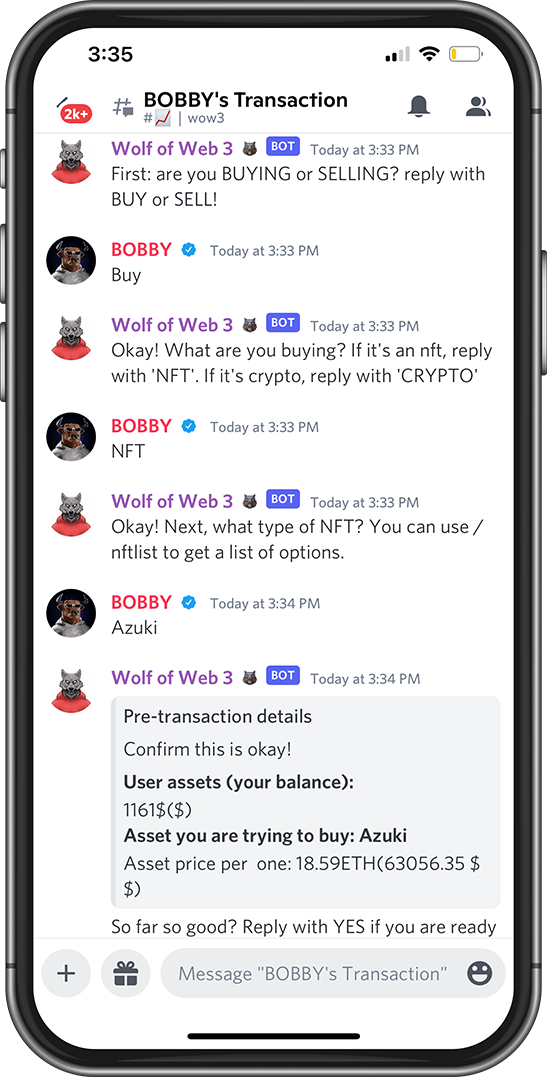 3:35
2k+
BOBBY's Transaction
# 📈 | wow3
Wolf of Web 3 BOT Today at 3:33 PM
First: are you BUYING or SELLING? reply with
BUY or SELL!
BOBBY Today at 3:33 PM
Buy
Wolf of Web 3 BOT Today at 3:33 PM
Okay! What are you buying? If it's an nft, reply
with 'NFT'. If it's crypto, reply with 'CRYPTO'
BOBBY Today at 3:33 PM
NFT
Wolf of Web 3 BOT Today at 3:33 PM
Okay! Next, what type of NFT? You can use /
nftlist to get a list of options.
BOBBY Today at 3:34 PM
Azuki
Wolf of Web 3 BOT Today at 3:34 PM
Pre-transaction details
Confirm this is okay!
User assets (your balance):
1161$($)
Asset you are trying to buy: Azuki
Asset price per one: 18.59ETH(63056.35 $
$)
So far so good? Reply with YES if you are ready
Message "BOBBY's Transaction"